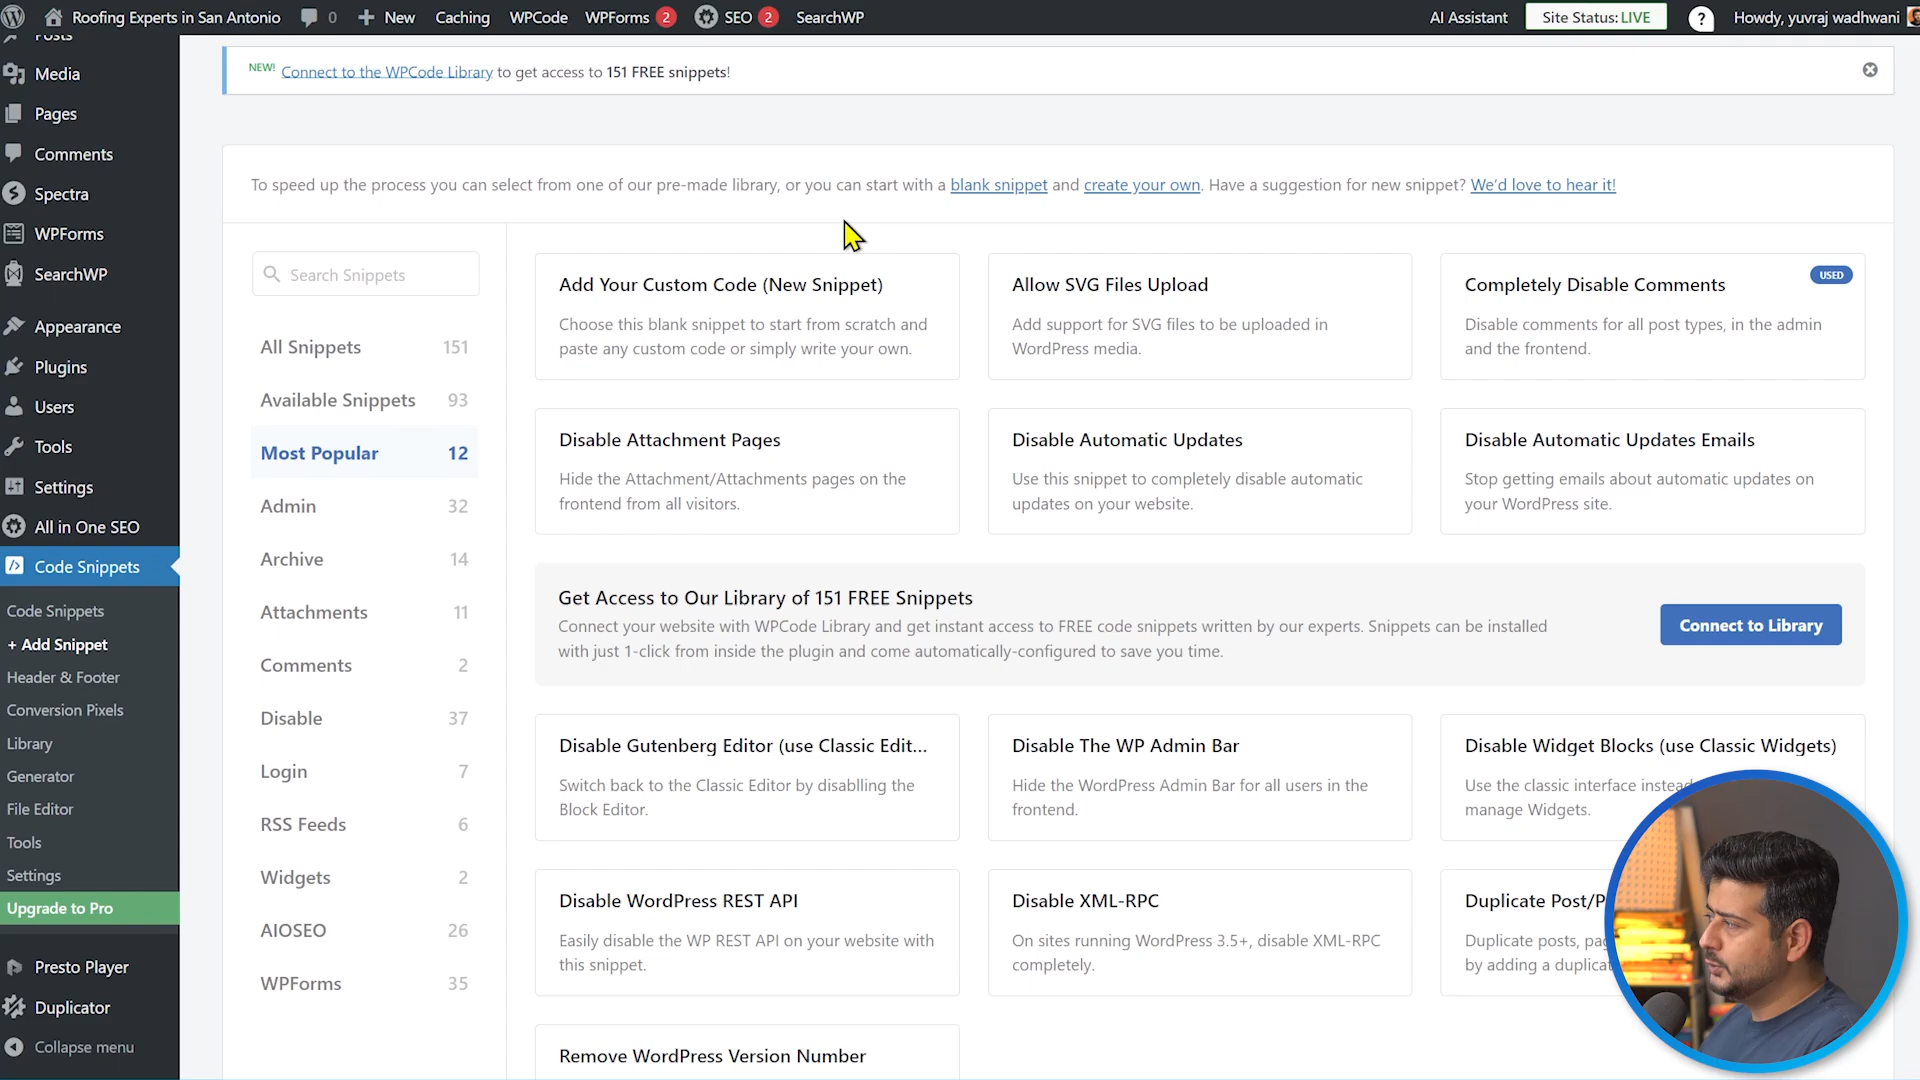 Roofing Experts in San Antonio 0 New Caching WPCode WPForms 2 SEO 2 SearchWP AI Assistant Site Status: LIVE ? Howdy, yuvraj wadhwani
Posts
Media
Pages
Comments
Spectra
WPForms
SearchWP
Appearance
Plugins
Users
Tools
Settings
All in One SEO
Code Snippets
Code Snippets
+ Add Snippet
Header & Footer
Conversion Pixels
Library
Generator
File Editor
Tools
Settings
Upgrade to Pro
Presto Player
Duplicator
Collapse menu
NEW! Connect to the WPCode Library to get access to 151 FREE snippets!
To speed up the process you can select from one of our pre-made library, or you can start with a blank snippet and create your own. Have a suggestion for new snippet? We'd love to hear it!
Search Snippets
All Snippets 151
Available Snippets 93
Most Popular 12
Admin 32
Archive 14
Attachments 11
Comments 2
Disable 37
Login 7
RSS Feeds 6
Widgets 2
AIOSEO 26
WPForms 35
Add Your Custom Code (New Snippet)
Choose this blank snippet to start from scratch and
paste any custom code or simply write your own.
Allow SVG Files Upload
Add support for SVG files to be uploaded in
WordPress media.
Completely Disable Comments
USED
Disable comments for all post types, in the admin
and the frontend.
Disable Attachment Pages
Hide the Attachment/Attachments pages on the
frontend from all visitors.
Disable Automatic Updates
Use this snippet to completely disable automatic
updates on your website.
Disable Automatic Updates Emails
Stop getting emails about automatic updates on
your WordPress site.
Get Access to Our Library of 151 FREE Snippets
Connect your website with WPCode Library and get instant access to FREE code snippets written by our experts. Snippets can be installed
with just 1-click from inside the plugin and come automatically-configured to save you time.
Connect to Library
Disable Gutenberg Editor (use Classic Edit...
Switch back to the Classic Editor by disablling the
Block Editor.
Disable The WP Admin Bar
Hide the WordPress Admin Bar for all users in the
frontend.
Disable Widget Blocks (use Classic Widgets)
Use the classic interface instead
manage Widgets.
Disable WordPress REST API
Easily disable the WP REST API on your website with
this snippet.
Disable XML-RPC
On sites running WordPress 3.5+, disable XML-RPC
completely.
Duplicate Post/P
Duplicate posts, pag
by adding a duplicat
Remove WordPress Version Number